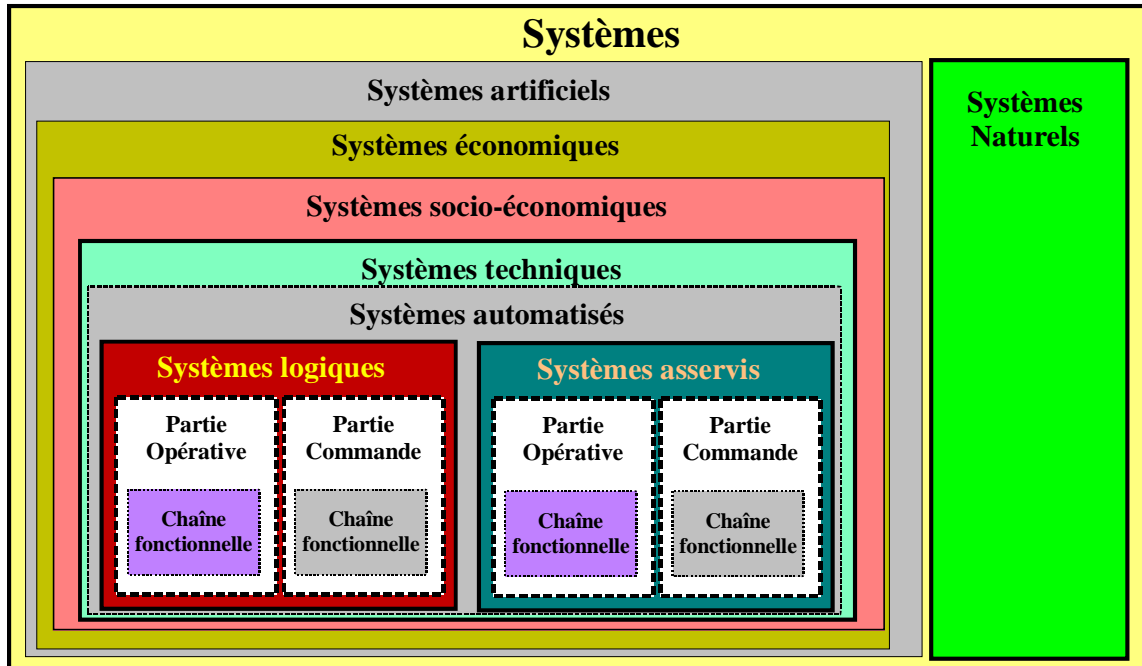 Systèmes
Systèmes artificiels
Systèmes
Naturels
Systèmes économiques
Systèmes socio-économiques
Systèmes techniques
Systèmes automatisés
Systèmes logiques
Partie
Opérative
Chaîne
fonctionnelle
Partie
Commande
Chaîne
fonctionnelle
Systèmes asservis
Partie
Opérative
Chaîne
fonctionnelle
Partie
Commande
Chaîne
fonctionnelle